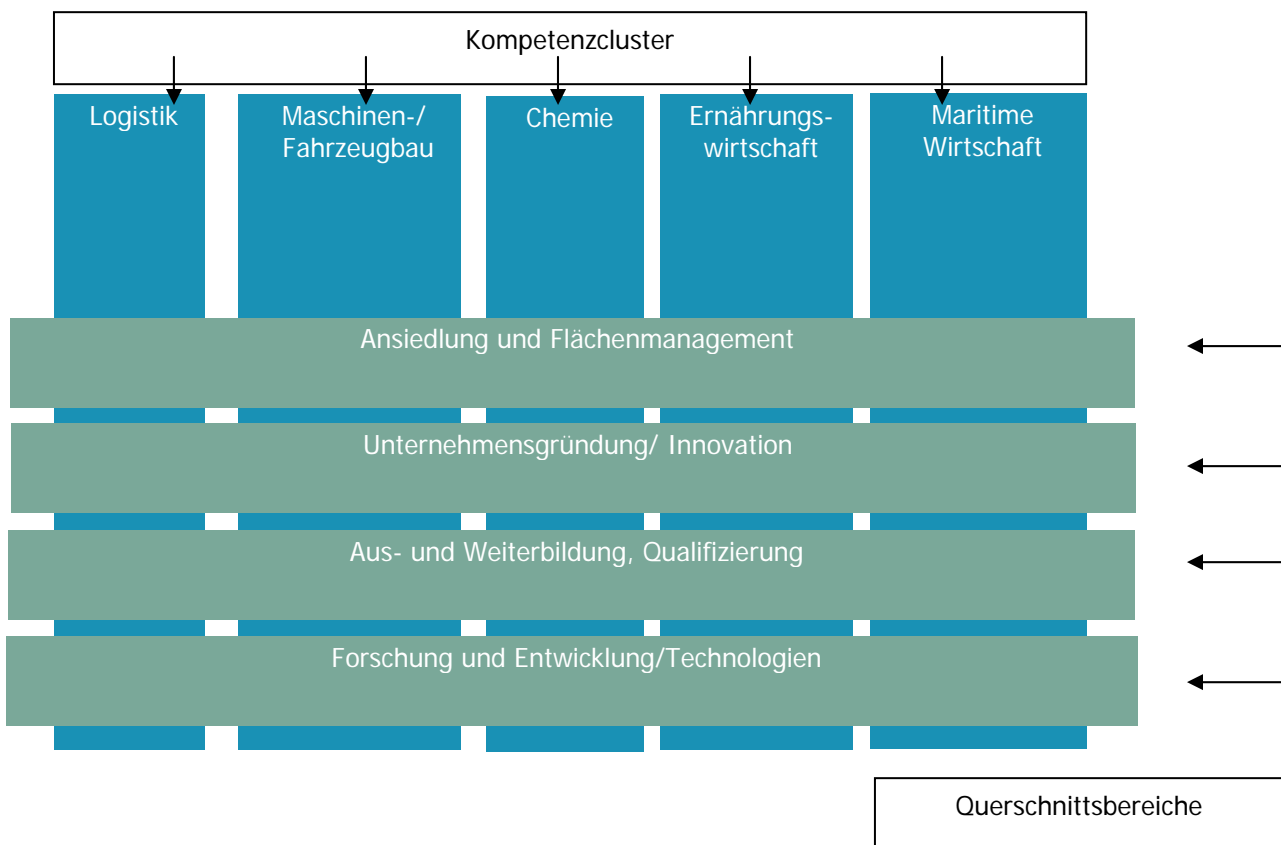 Kompetenzcluster
Logistik
Maschinen-/
Fahrzeugbau
Chemie
Ernährungs-
wirtschaft
Maritime
Wirtschaft
Ansiedlung und Flächenmanagement
Unternehmensgründung/ Innovation
Aus- und Weiterbildung, Qualifizierung
Forschung und Entwicklung/Technologien
Querschnittsbereiche